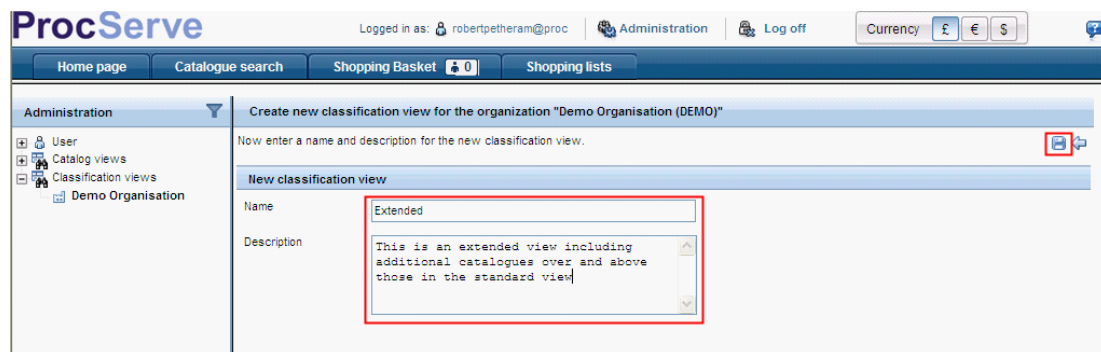 ProcServe
Logged in as: robertpetheram@proc Administration Log off Currency £ € $ ?
Home page Catalogue search Shopping Basket 0 Shopping lists
Administration
User
Catalog views
Classification views
Demo Organisation
Create new classification view for the organization "Demo Organisation (DEMO)"
Now enter a name and description for the new classification view.
New classification view
Name Extended
Description This is an extended view including
additional catalogues over and above
those in the standard view